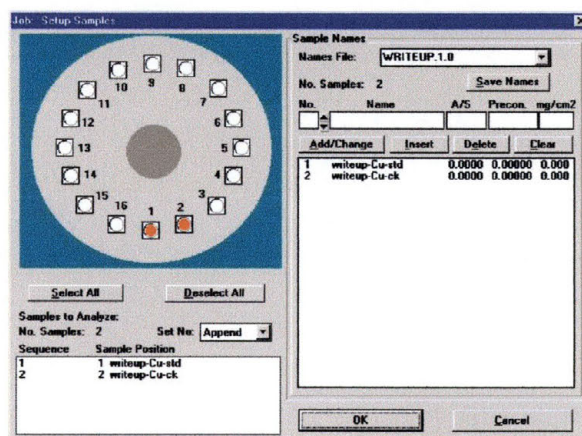 Job: Setup Samples
Sample Names
Names File: WRITEUP.1.0
No. Samples: 2 Save Names
No. Name A/S Precon. mg/cm2
Add/Change Insert Delete Clear
1 writeup-Cu-std 0.0000 0.00000 0.000
2 writeup-Cu-ck 0.0000 0.00000 0.000
9
10 8
11 7
12 6
13 5
14 4
15 3
16 1 2
Select All Deselect All
Samples to Analyze:
No. Samples: 2 Set No: Append
Sequence Sample Position
1 1 writeup-Cu-std
2 2 writeup-Cu-ck
OK Cancel